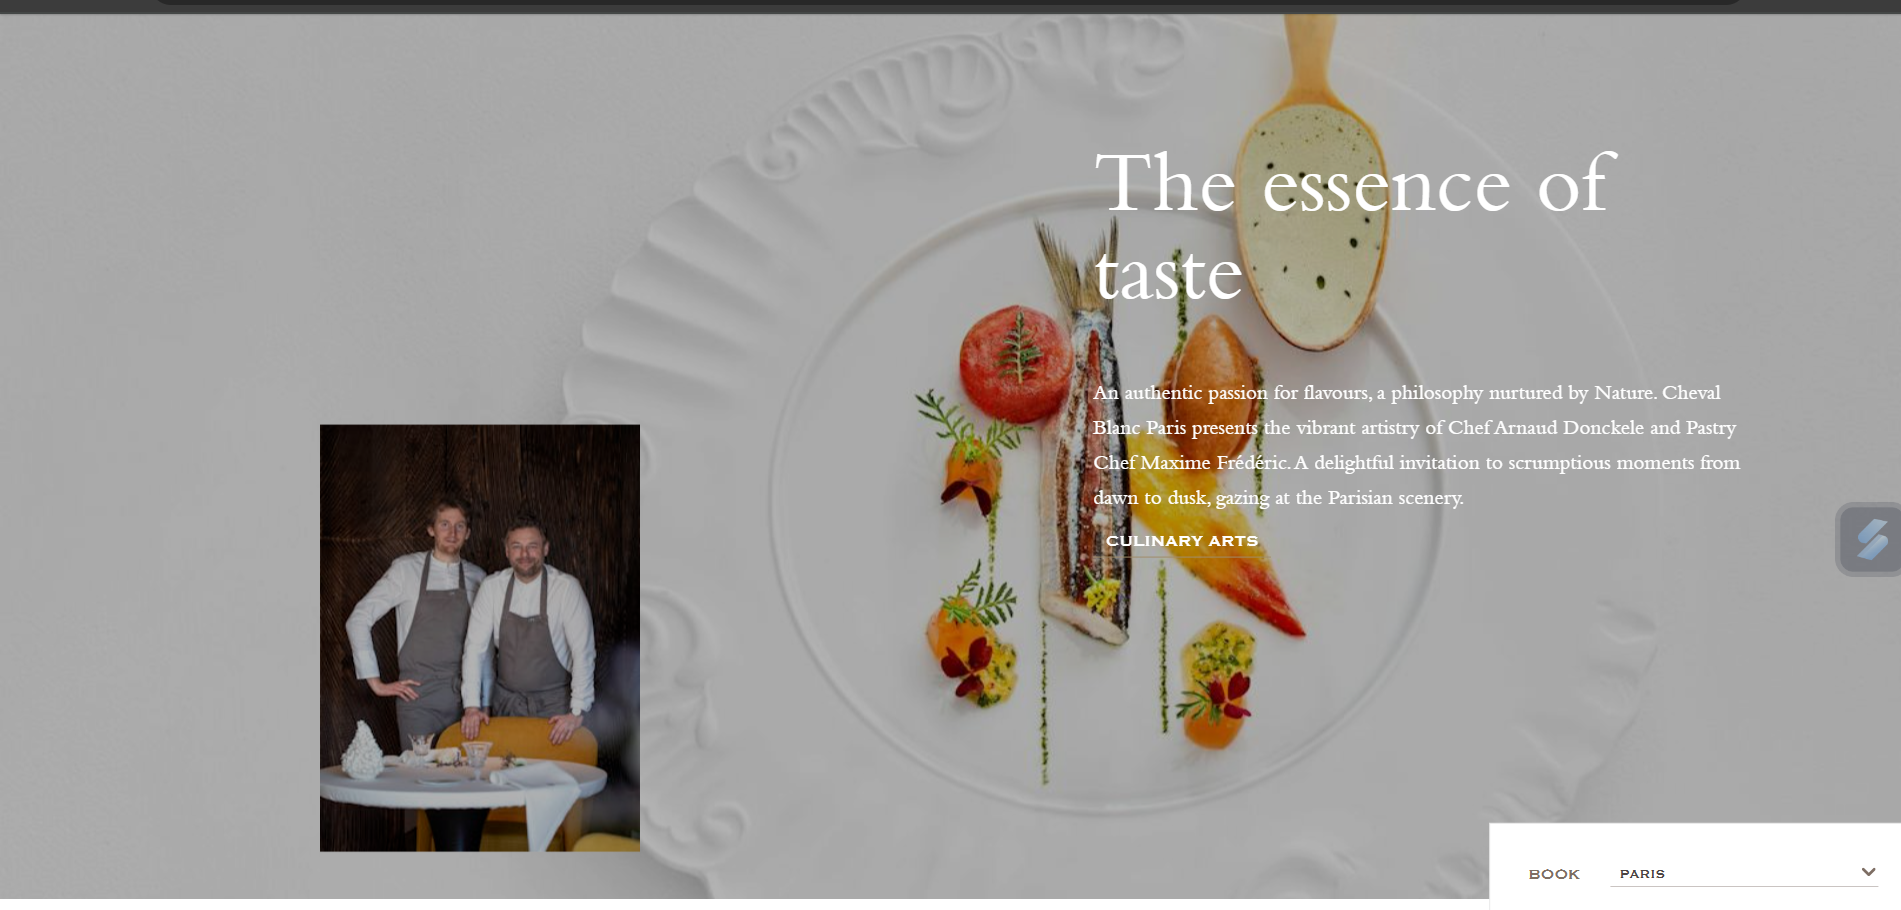 The essence of
taste
An authentic passion for flavours, a philosophy nurtured by Nature. Cheval
Blanc Paris presents the vibrant artistry of Chef Arnaud Donckele and Pastry
Chef Maxime Frédéric. A delightful invitation to scrumptious moments from
dawn to dusk, gazing at the Parisian scenery.
CULINARY ARTS
BOOK PARIS